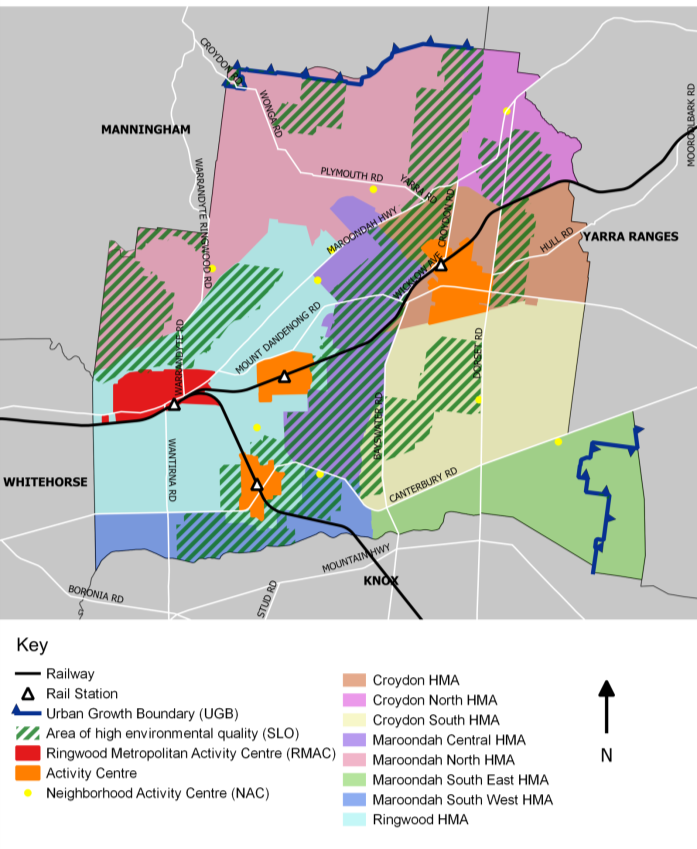 CROYDON RD
WONGA RD
MANNINGHAM
MOOROOLBARK RD
WARRANDYTE RINGWOOD RD
PLYMOUTH RD
YARRA RD
CROYDON RD
MAROONDAH HWY
HULL RD
YARRA RANGES
WICKLOW AVE
MOUNT DANDENONG RD
WARRANDYTE RD
DORSET RD
BAYSWATER RD
WANTIRNA RD
WHITEHORSE
CANTERBURY RD
MOUNTAIN HWY
KNOX
BORONIA RD
STUD RD
Key
Railway
Rail Station
Urban Growth Boundary (UGB)
Area of high environmental quality (SLO)
Ringwood Metropolitan Activity Centre (RMAC)
Activity Centre
Neighborhood Activity Centre (NAC)
Croydon HMA
Croydon North HMA
Croydon South HMA
Maroondah Central HMA
Maroondah North HMA
Maroondah South East HMA
Maroondah South West HMA
Ringwood HMA
N